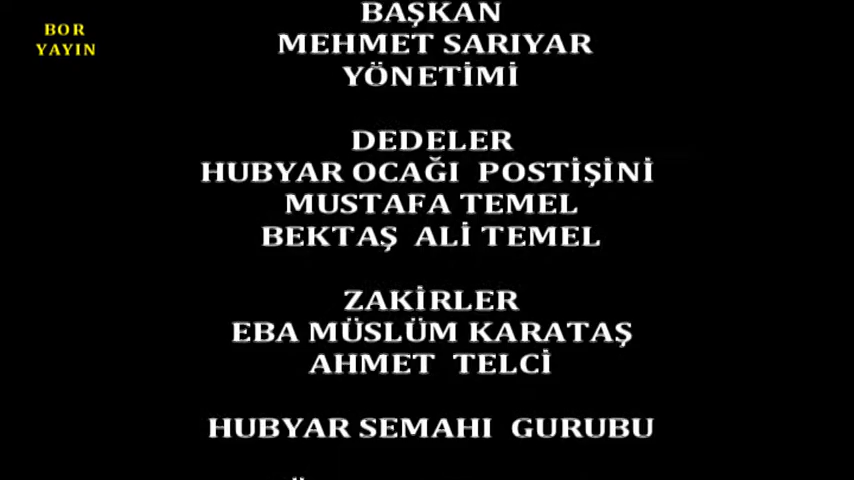 BOR
YAYIN
BAŞKAN
MEHMET SARIYAR
YÖNETİMİ
DEDELER
HUBYAR OCAĞI POSTİŞİNİ
MUSTAFA TEMEL
BEKTAŞ ALİ TEMEL
ZAKİRLER
EBA MÜSLÜM KARATAŞ
AHMET TELCİ
HUBYAR SEMAHI GURUBU